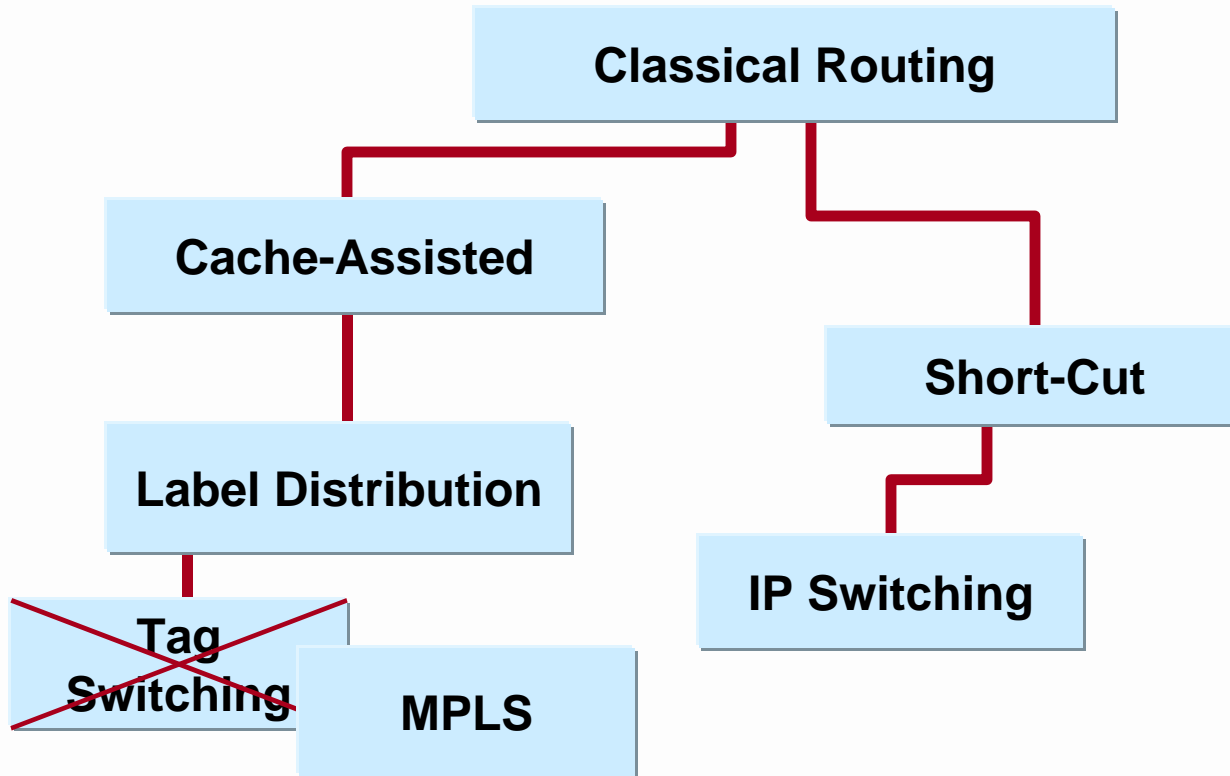 Classical Routing
Cache-Assisted
Short-Cut
Label Distribution
IP Switching
Tag
Switching
MPLS